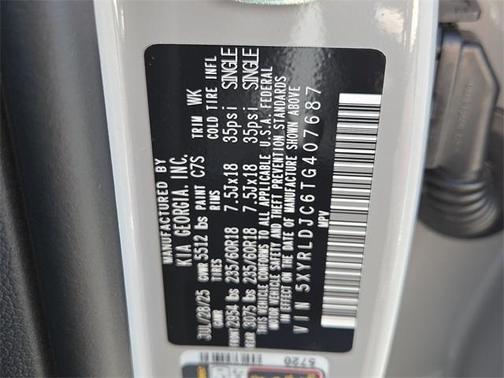 MANUFACTURED BY
KIA GEORGIA, INC.
JUL/28/25 GVWR 5512 lbs PAINT C7S TRIM WK
GAWR TIRES RIMS COLD TIRE INFL
FRONT 2954 lbs 235/60R18 7.5Jx18 35psi SINGLE
REAR 3075 lbs 235/60R18 7.5Jx18 35psi SINGLE
THIS VEHICLE CONFORMS TO ALL APPLICABLE U.S.A. FEDERAL
MOTOR VEHICLE SAFETY AND THEFT PREVENTION STANDARDS
IN EFFECT ON THE DATE OF MANUFACTURE SHOWN ABOVE
VIN 5XYRLDJC6TG407687
MPV
5720